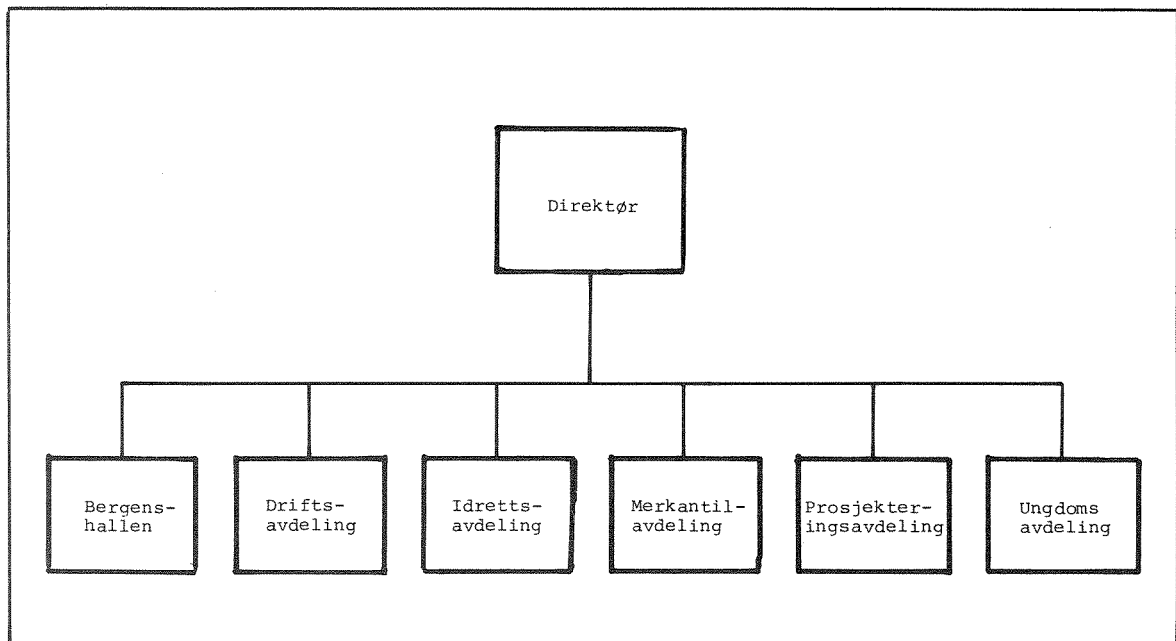 Direktør
Bergens-
hallen
Drifts-
avdeling
Idretts-
avdeling
Merkantil-
avdeling
Prosjekter-
ingsavdeling
Ungdoms
avdeling